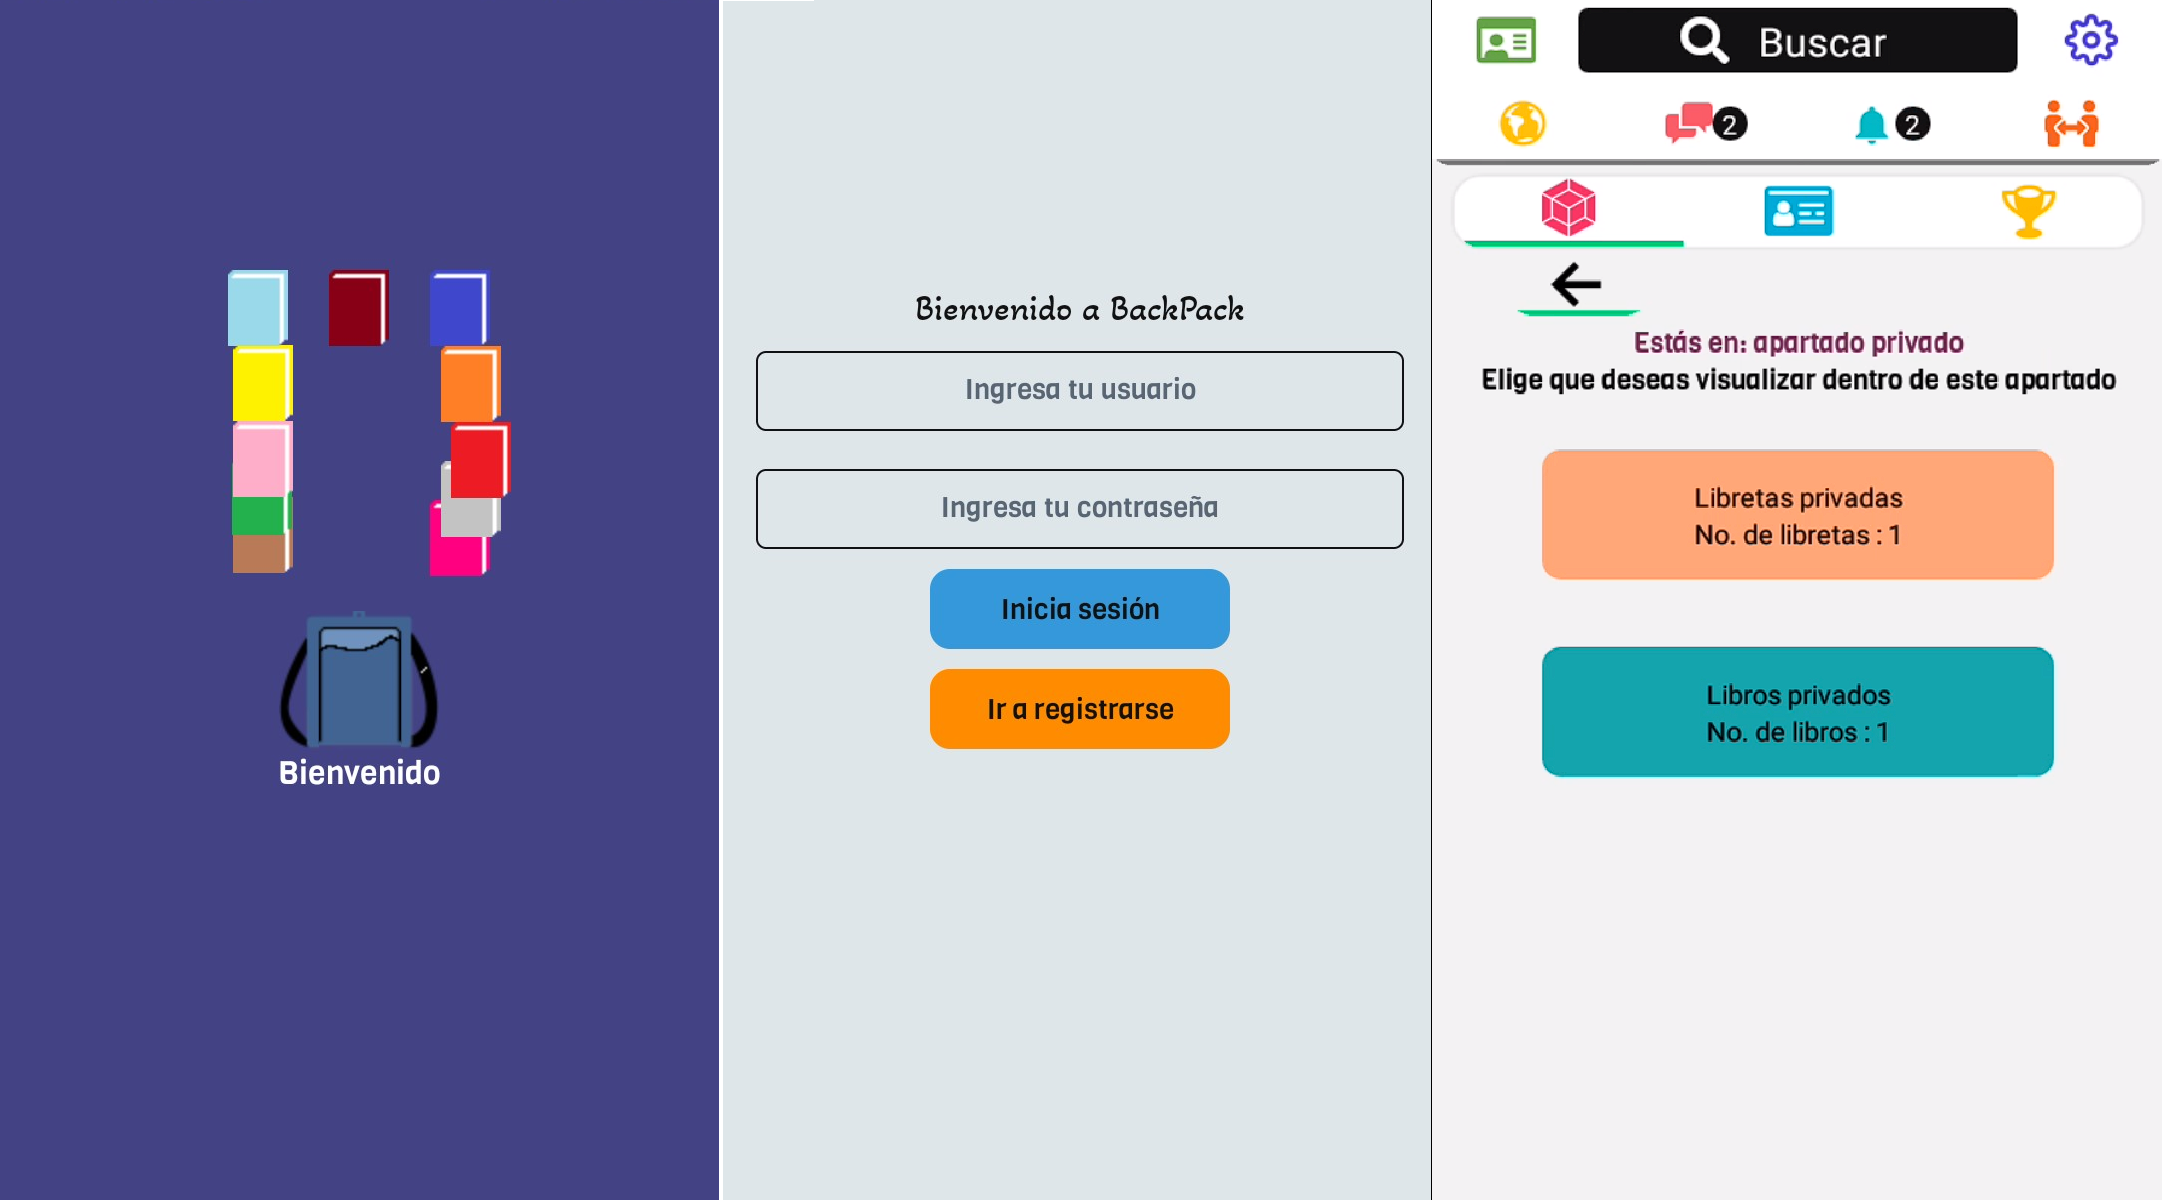 Bienvenido
Bienvenido a BackPack
Ingresa tu usuario
Ingresa tu contraseña
Inicia sesión
Ir a registrarse
Buscar
2
2
Estás en: apartado privado
Elige que deseas visualizar dentro de este apartado
Libretas privadas
No. de libretas : 1
Libros privados
No. de libros : 1